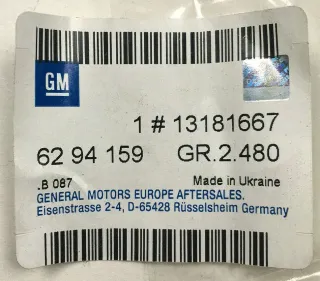 GM
1 # 13181667
62 94 159 GR.2.480
.B 087 Made in Ukraine
GENERAL MOTORS EUROPE AFTERSALES.
Eisenstrasse 2-4, D-65428 Rüsselsheim Germany